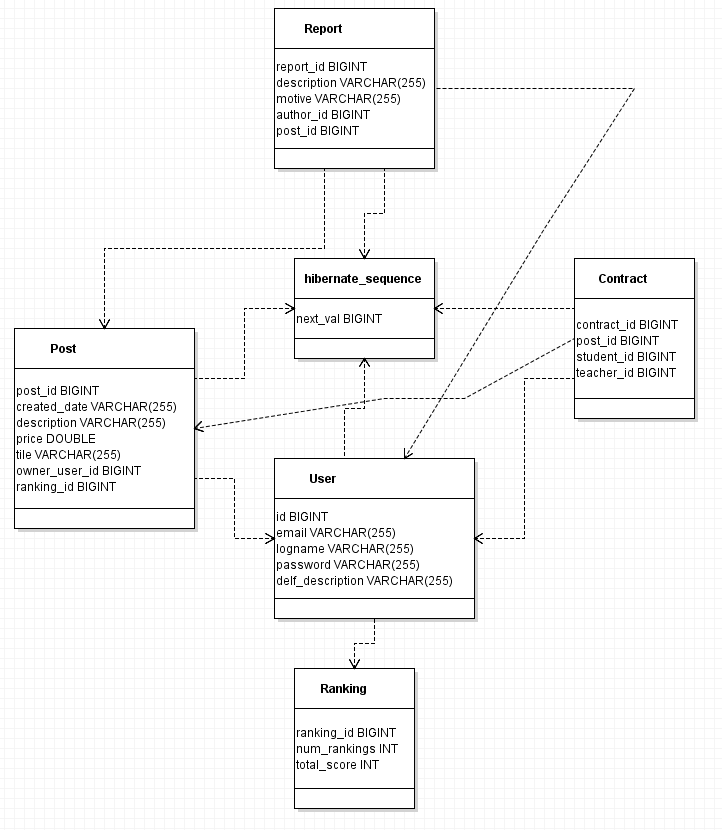 Report
report_id BIGINT
description VARCHAR(255)
motive VARCHAR(255)
author_id BIGINT
post_id BIGINT
hibernate_sequence
next_val BIGINT
Contract
contract_id BIGINT
post_id BIGINT
student_id BIGINT
teacher_id BIGINT
Post
post_id BIGINT
created_date VARCHAR(255)
description VARCHAR(255)
price DOUBLE
tile VARCHAR(255)
owner_user_id BIGINT
ranking_id BIGINT
User
id BIGINT
email VARCHAR(255)
logname VARCHAR(255)
password VARCHAR(255)
delf_description VARCHAR(255)
Ranking
ranking_id BIGINT
num_rankings INT
total_score INT